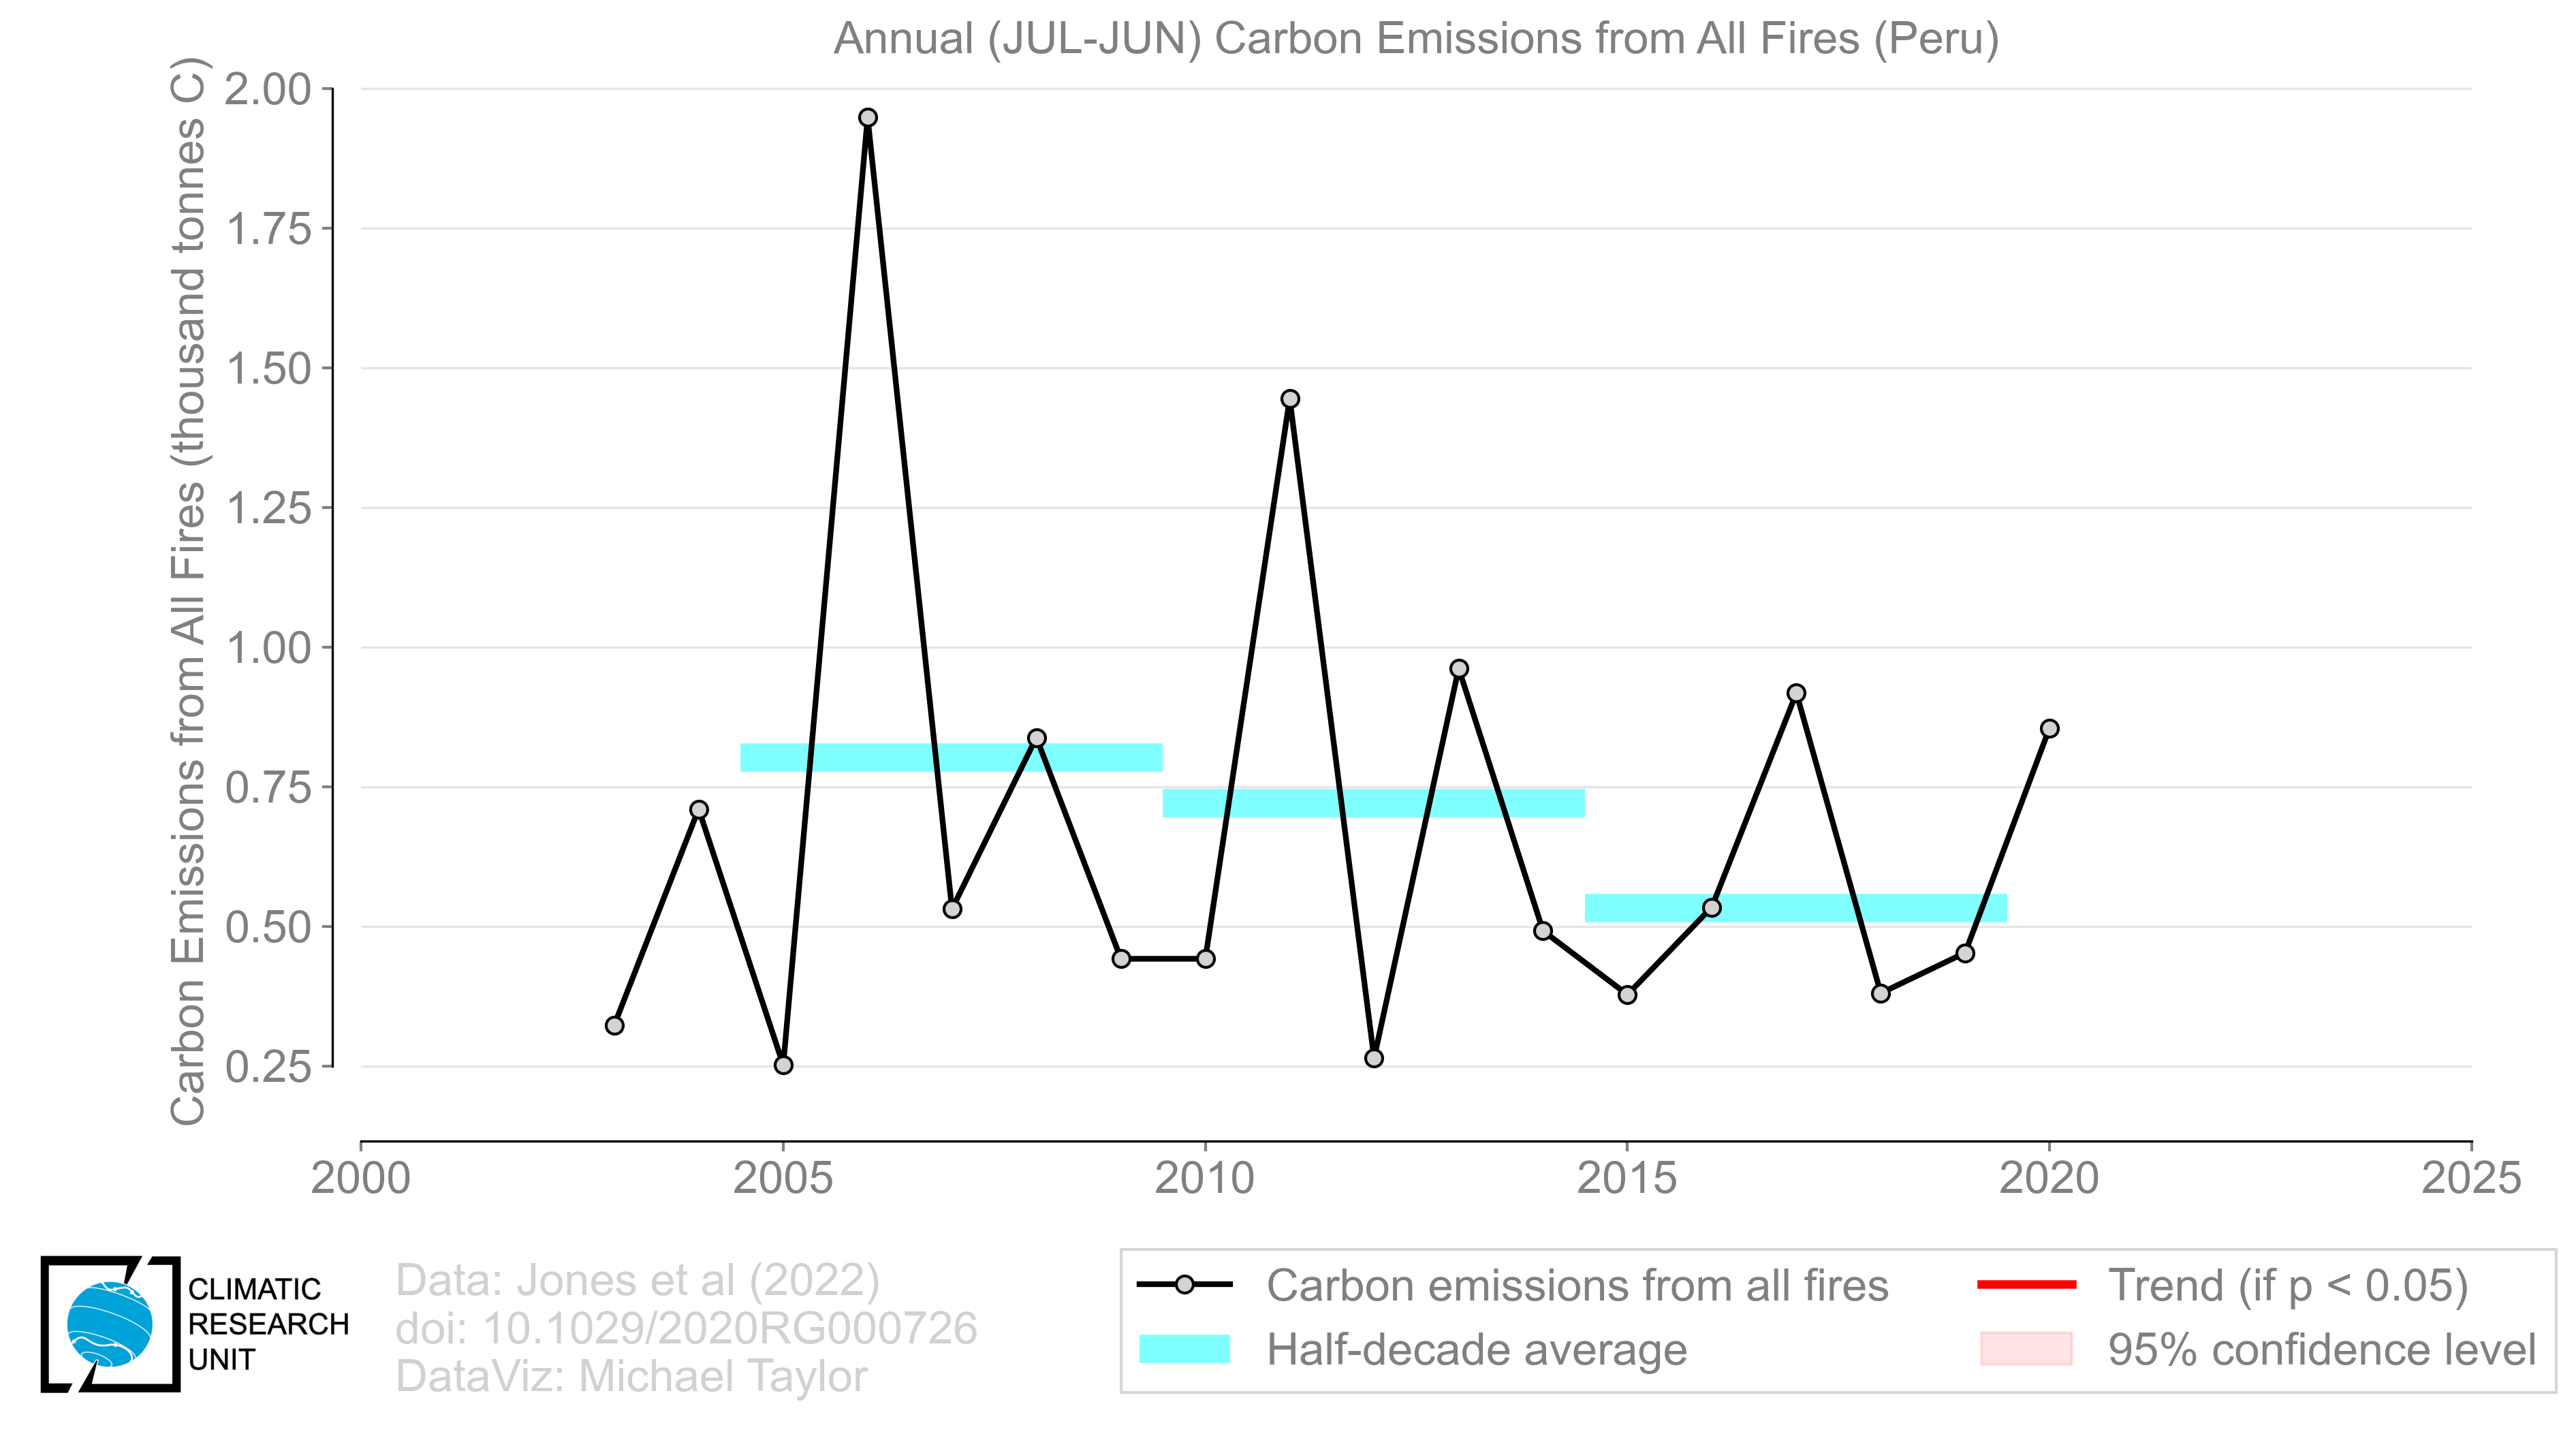 Annual (JUL-JUN) Carbon Emissions from All Fires (Peru)
Carbon Emissions from All Fires (thousand tonnes C)
2.00
1.75
1.50
1.25
1.00
0.75
0.50
0.25
2000 2005 2010 2015 2020 2025
CLIMATIC
RESEARCH
UNIT
Data: Jones et al (2022)
doi: 10.1029/2020RG000726
DataViz: Michael Taylor
Carbon emissions from all fires
Half-decade average
Trend (if p < 0.05)
95% confidence level